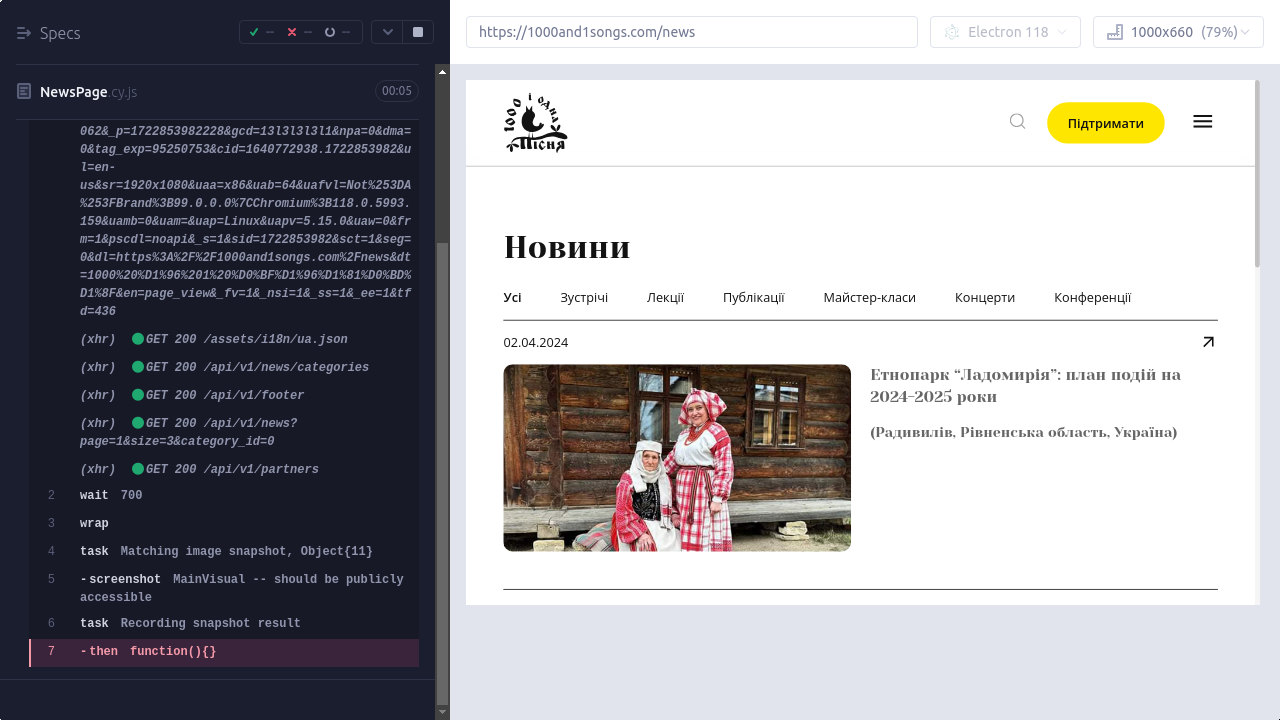 Specs
--
--
--
NewsPage.cy.js
00:05
062&_p=1722853982228&gcd=13l3l3l3l1&npa=0&dma=
0&tag_exp=95250753&cid=1640772938.1722853982&u
l=en-
us&sr=1920x1080&uaa=x86&uab=64&uafvl=Not%253DA
%253FBrand%3B99.0.0.0%7CChromium%3B118.0.5993.
159&uamb=0&uam=&uap=Linux&uapv=5.15.0&uaw=0&fr
m=1&pscdl=noapi&_s=1&sid=1722853982&sct=1&seg=
0&dl=https%3A%2F%2F1000and1songs.com%2Fnews&dt
=1000%20%D1%96%201%20%D0%BF%D1%96%D1%81%D0%BD%
D1%8F&en=page_view&_fv=1&_nsi=1&_ss=1&_ee=1&tf
d=436
(xhr) GET 200 /assets/i18n/ua.json
(xhr) GET 200 /api/v1/news/categories
(xhr) GET 200 /api/v1/footer
(xhr) GET 200 /api/v1/news?
page=1&size=3&category_id=0
(xhr) GET 200 /api/v1/partners
2 wait 700
3 wrap
4 task Matching image snapshot, Object{11}
5 -screenshot MainVisual -- should be publicly
accessible
6 task Recording snapshot result
7 -then function(){}
https://1000and1songs.com/news
Electron 118
1000x660 (79%)
1000 і одна
Пісня
Підтримати
Новини
Усі
Зустрічі
Лекції
Публікації
Майстер-класи
Концерти
Конференції
02.04.2024
Етнопарк “Ладомирія”: план подій на
2024-2025 роки
(Радивилів, Рівненська область, Україна)